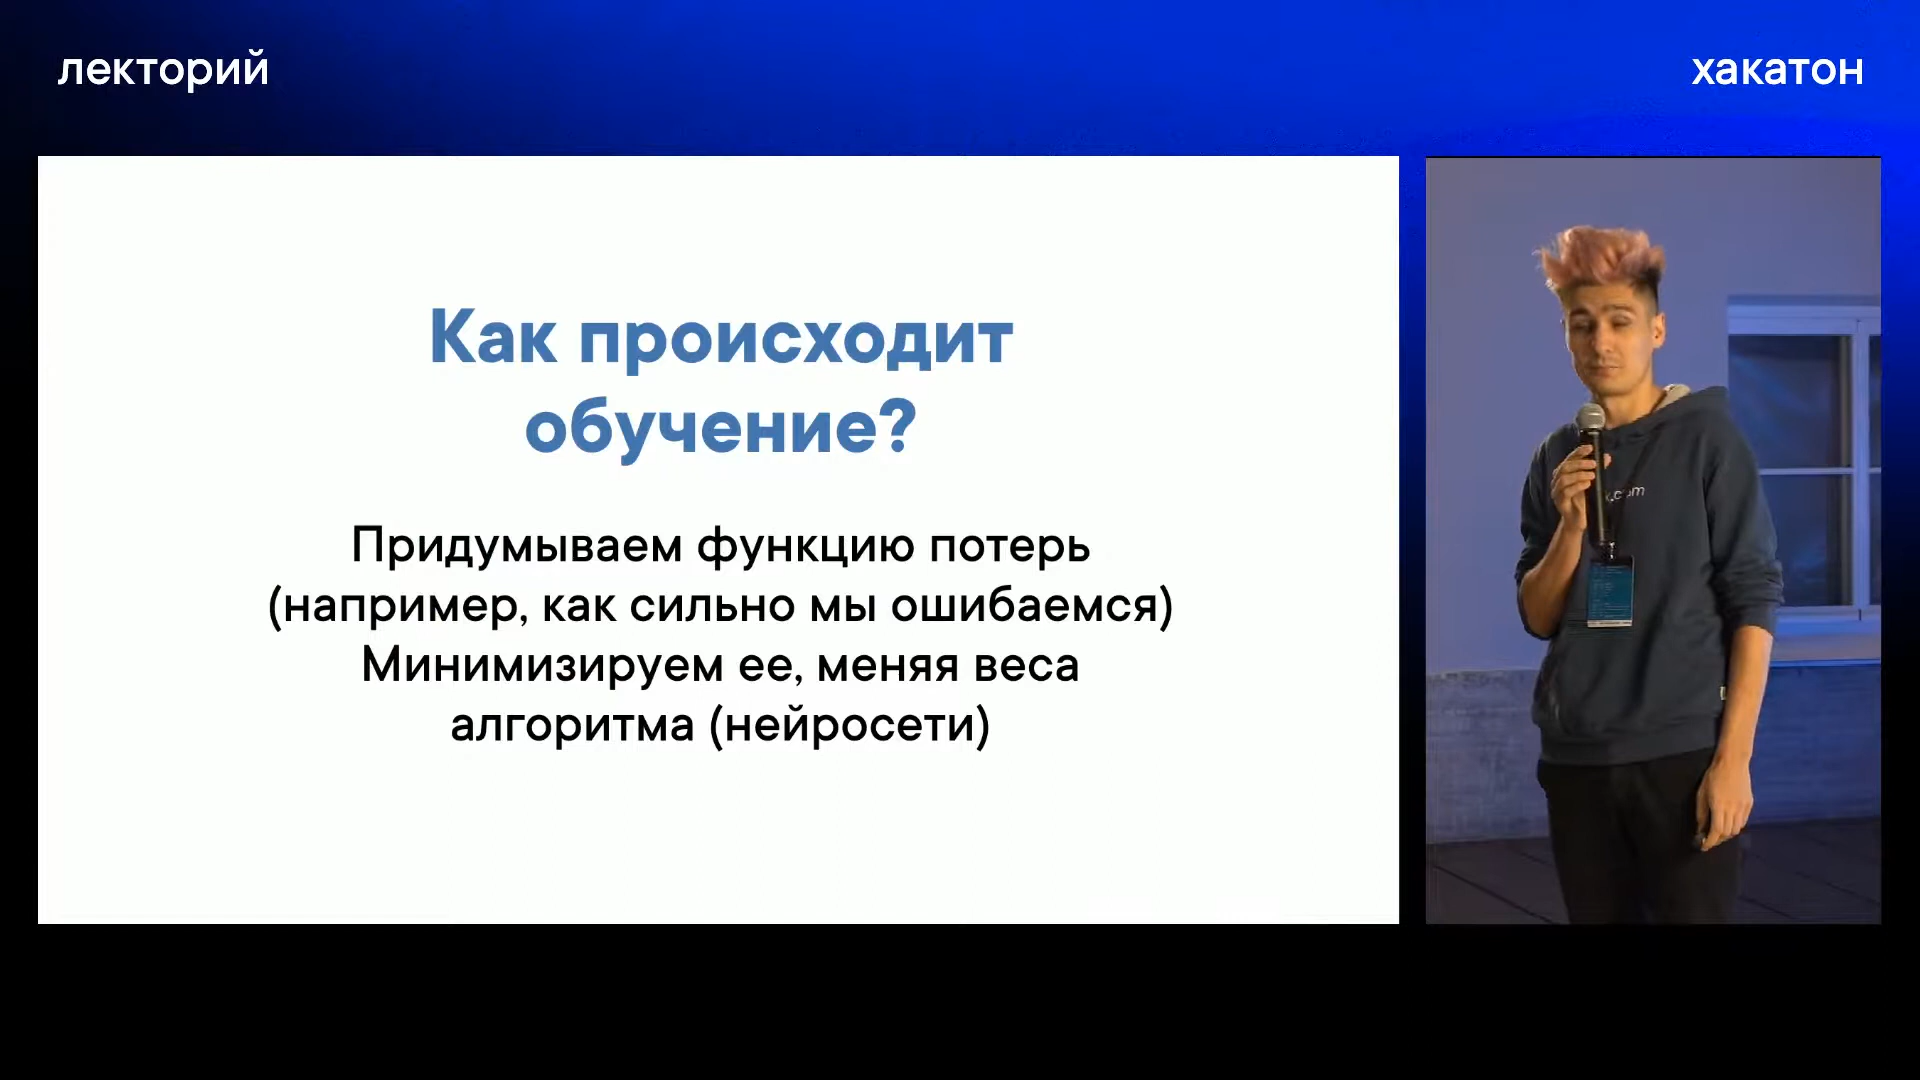 лекторий
хакатон
Как происходит
обучение?
Придумываем функцию потерь
(например, как сильно мы ошибаемся)
Минимизируем ее, меняя веса
алгоритма (нейросети)